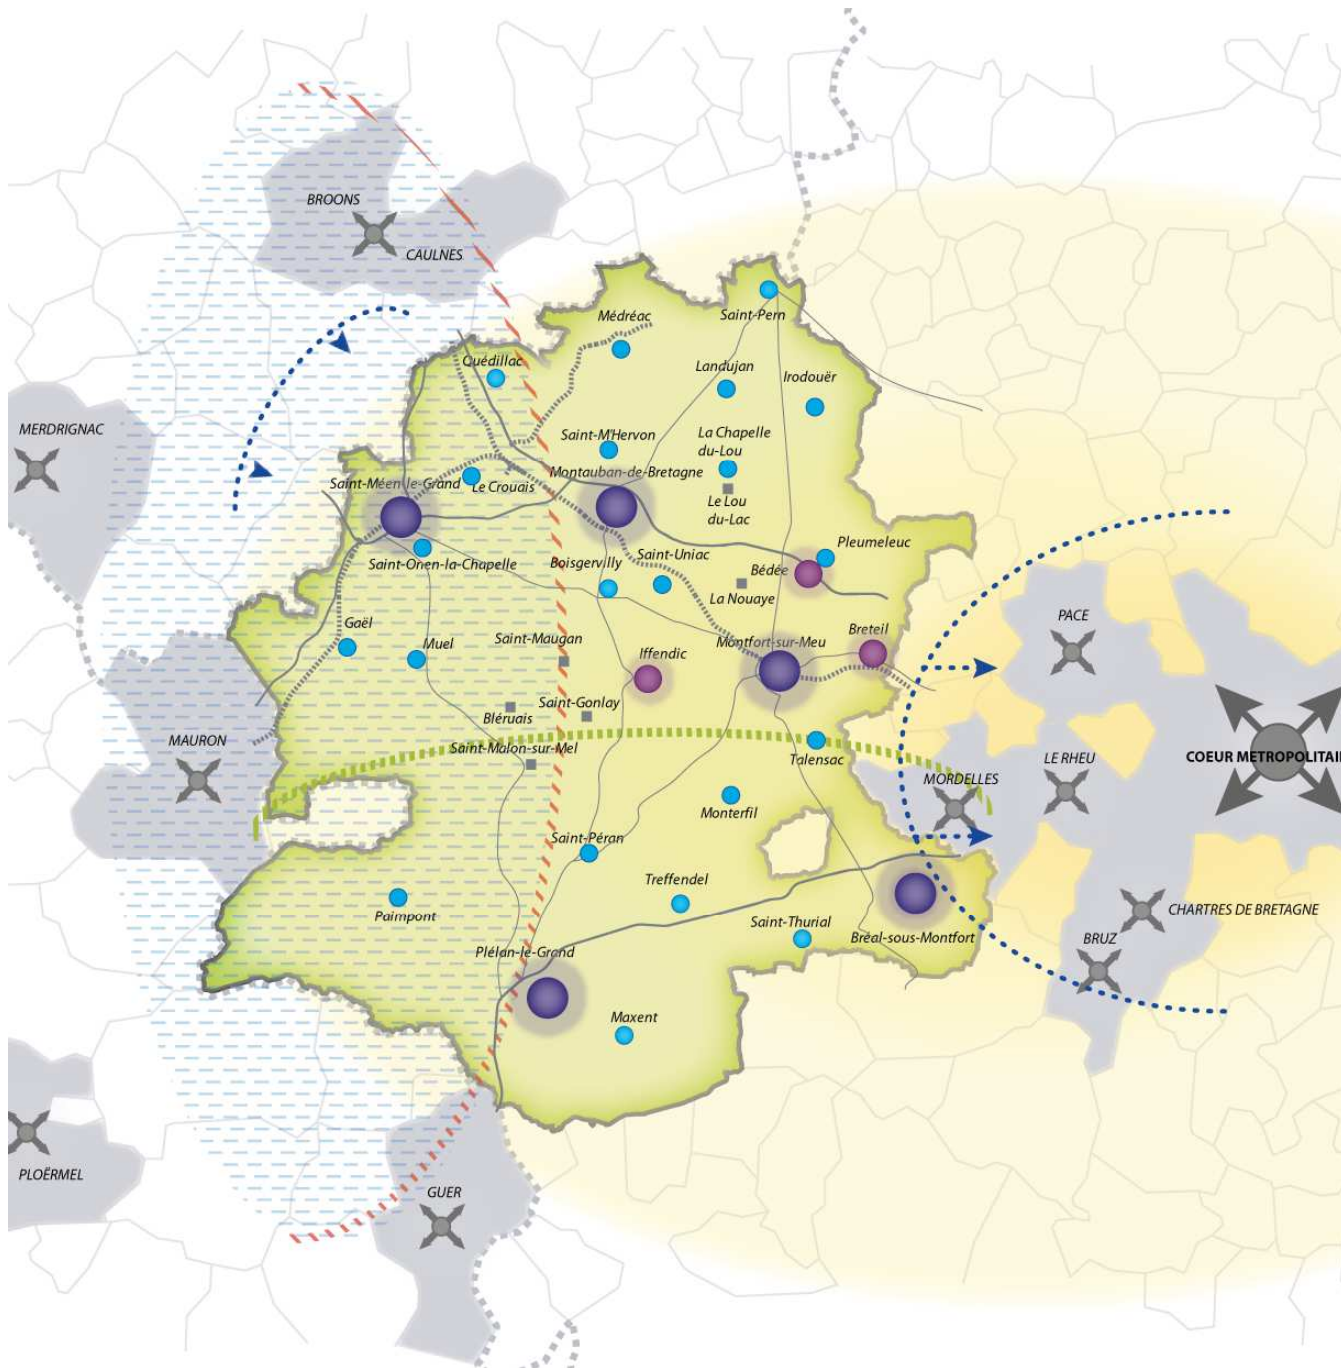 BROONS
CAULNES
Médréac
Saint-Pern
Quédillac
Landujan
Irodouër
MERDRIGNAC
Saint-M'Hervon
La Chapelle
du-Lou
Montauban-de-Bretagne
Saint-Méen-le-Grand
Le Crouais
Le Lou
du-Lac
Pleumeleuc
Saint-Uniac
Boisgervilly
Bédée
Saint-Onen-la-Chapelle
La Nouaye
PACE
Gaël
Muel
Saint-Maugan
Iffendic
Montfort-sur-Meu
Breteil
Saint-Gonlay
Bléruais
MAURON
Saint-Malon-sur-Mel
Talensac
LE RHEU
COEUR METROPOLITAI
MORDELLES
Monterfil
Saint-Péran
Treffendel
Paimpont
Saint-Thurial
CHARTRES DE BRETAGNE
Bréal-sous-Montfort
BRUZ
Plélan-le-Grand
Maxent
PLOËRMEL
GUER